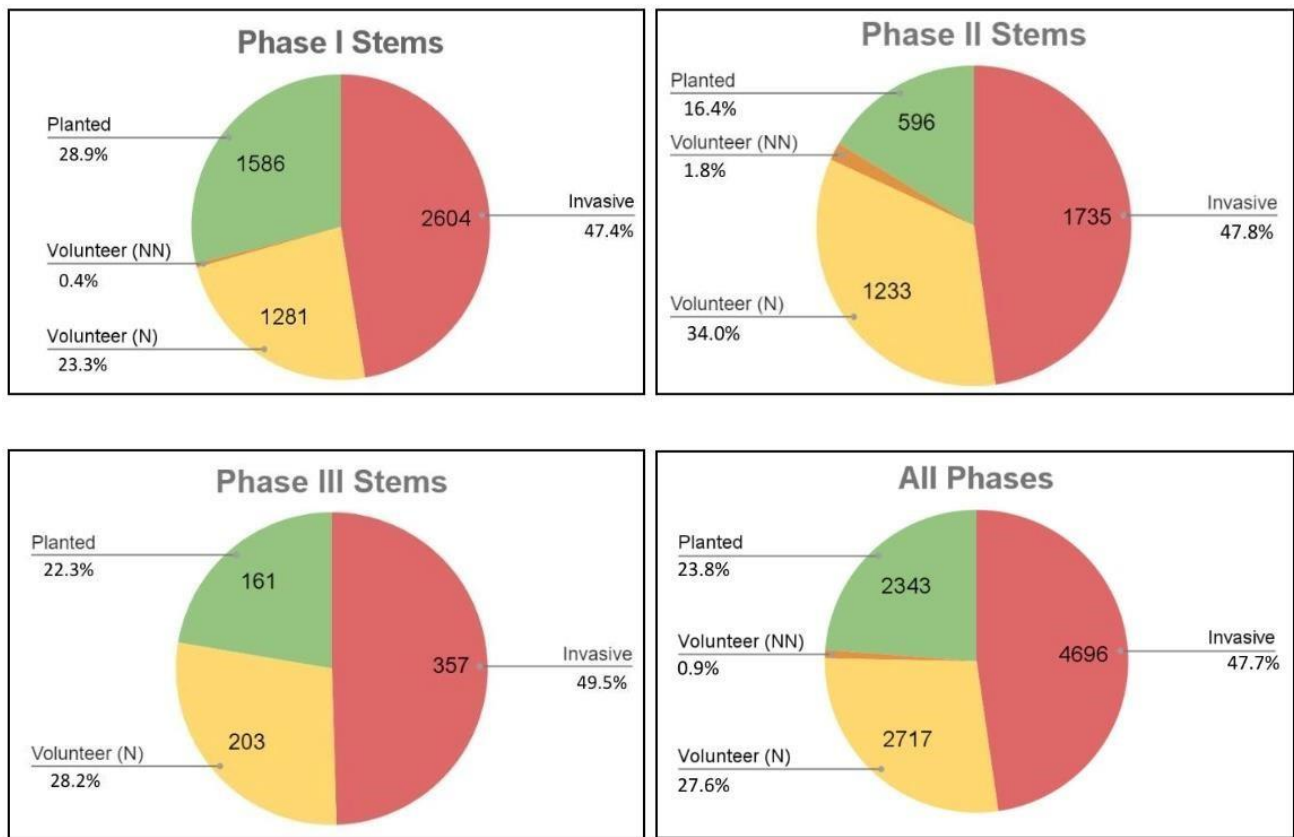 Phase I Stems
Planted
28.9%
1586
2604
Invasive
47.4%
Volunteer (NN)
0.4%
1281
Volunteer (N)
23.3%
Phase II Stems
Planted
16.4%
596
Volunteer (NN)
1.8%
1735
Invasive
47.8%
1233
Volunteer (N)
34.0%
Phase III Stems
Planted
22.3%
161
357
Invasive
49.5%
203
Volunteer (N)
28.2%
All Phases
Planted
23.8%
2343
4696
Invasive
47.7%
Volunteer (NN)
0.9%
2717
Volunteer (N)
27.6%